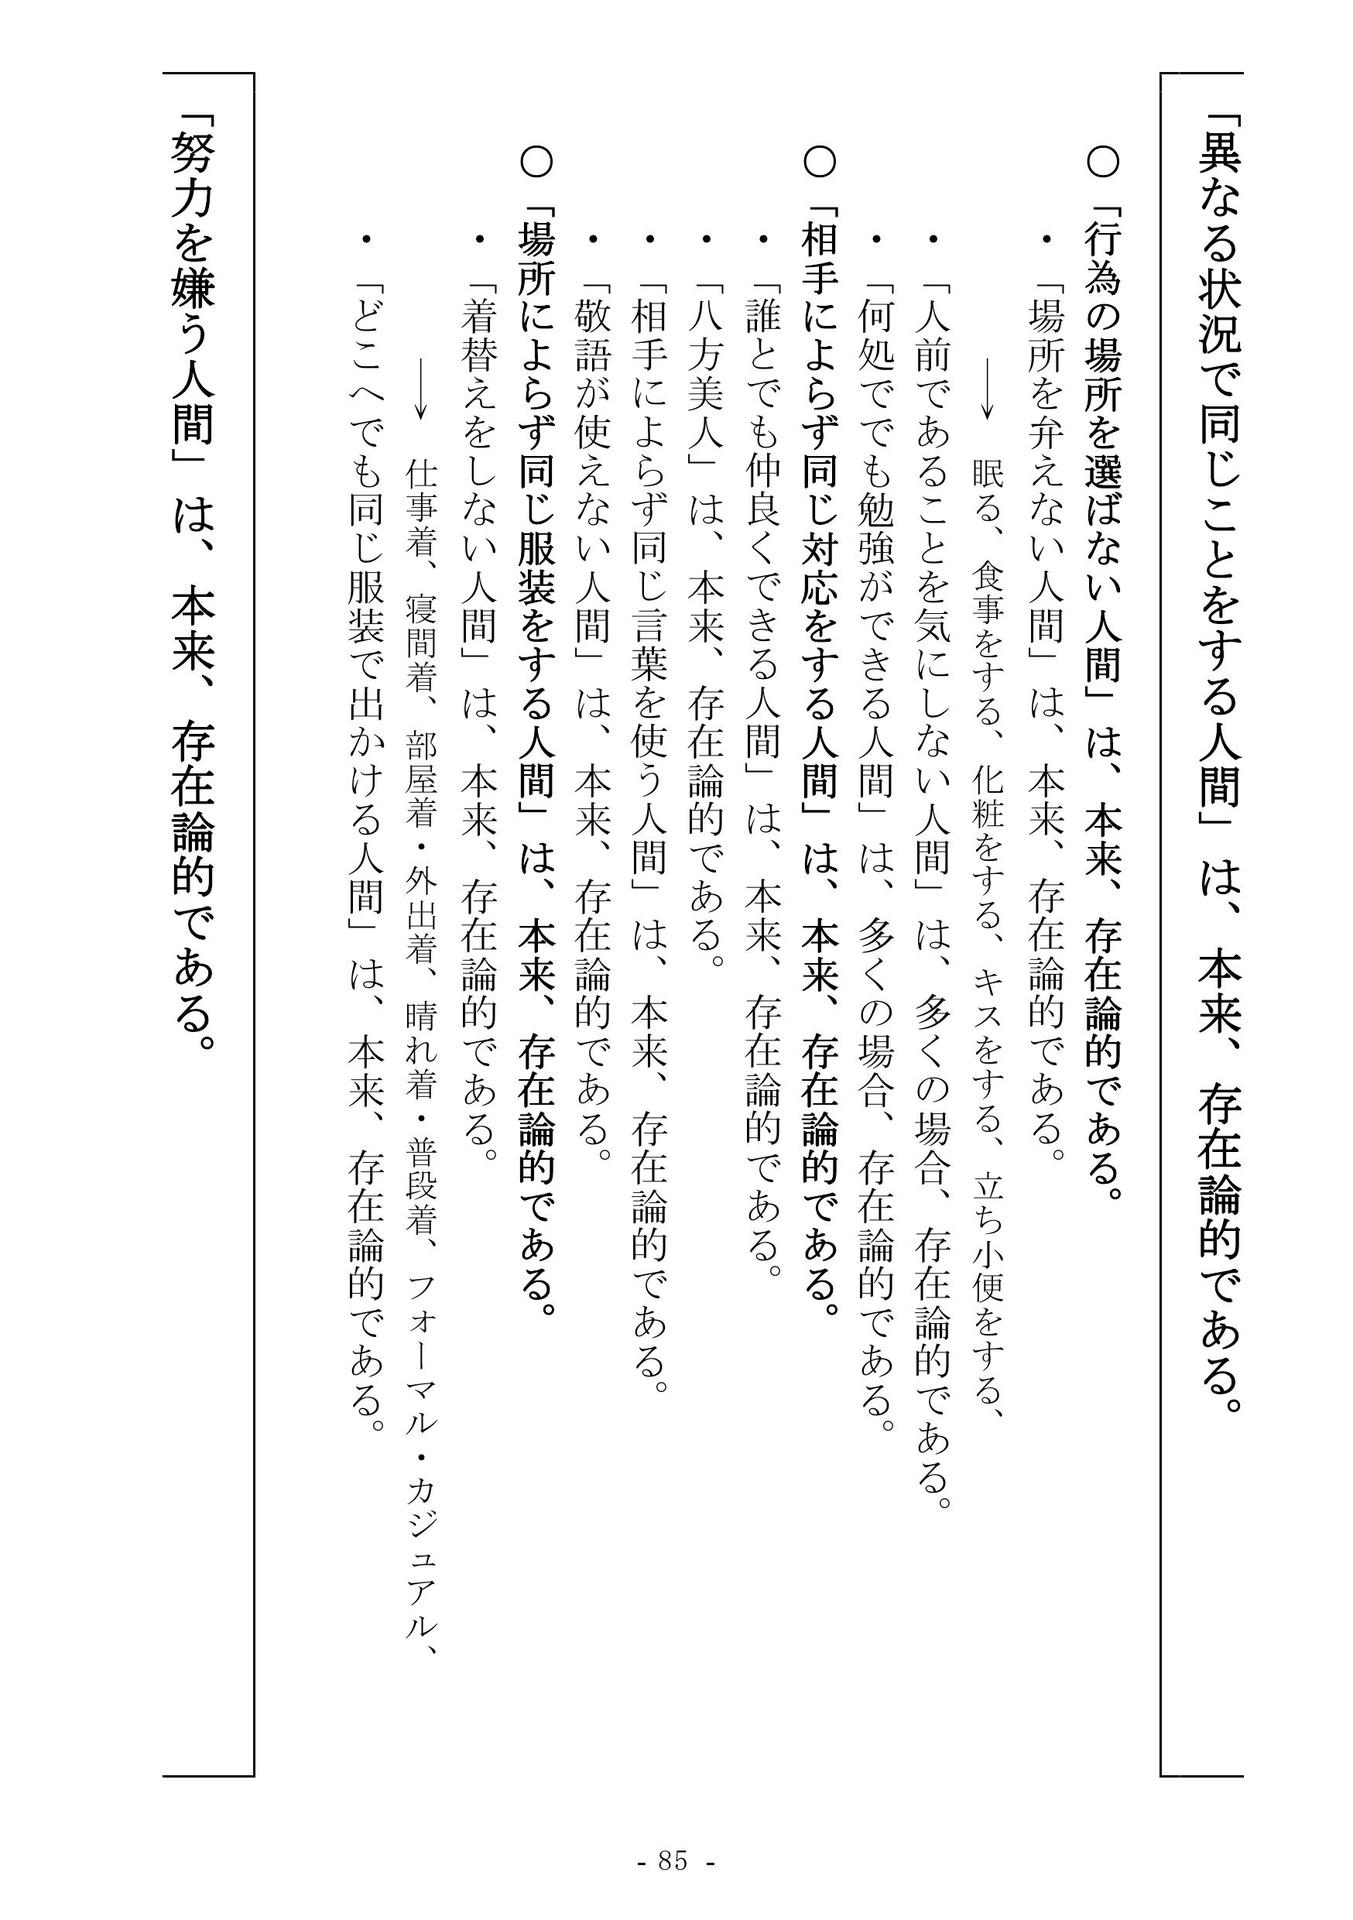 「異なる状況で同じことをする人間」は、本来、存在論的である。
○「行為の場所を選ばない人間」は、本来、存在論的である。
・「場所を弁えない人間」は、本来、存在論的である。
→ 眠る、食事をする、化粧をする、キスをする、立ち小便をする、
・「人前であることを気にしない人間」は、多くの場合、存在論的である。
・「何処ででも勉強ができる人間」は、多くの場合、存在論的である。
○「相手によらず同じ対応をする人間」は、本来、存在論的である。
・「誰とでも仲良くできる人間」は、本来、存在論的である。
・「八方美人」は、本来、存在論的である。
・「相手によらず同じ言葉を使う人間」は、本来、存在論的である。
・「敬語が使えない人間」は、本来、存在論的である。
○「場所によらず同じ服装をする人間」は、本来、存在論的である。
・「着替えをしない人間」は、本来、存在論的である。
→ 仕事着、寝間着、部屋着・外出着、晴れ着・普段着、フォーマル・カジュアル、
・「どこへでも同じ服装で出かける人間」は、本来、存在論的である。
「努力を嫌う人間」は、本来、存在論的である。
- 85 -